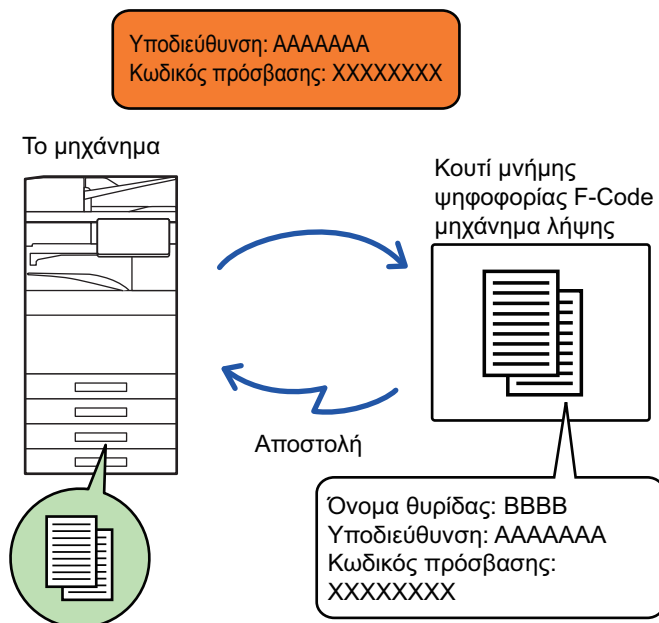 Υποδιεύθυνση: AAAAAAA
Κωδικός πρόσβασης: XXXXXXXX
Το μηχάνημα
Κουτί μνήμης
ψηφοφορίας F-Code
μηχάνημα λήψης
Αποστολή
Όνομα θυρίδας: BBBB
Υποδιεύθυνση: AAAAAAA
Κωδικός πρόσβασης:
XXXXXXXX